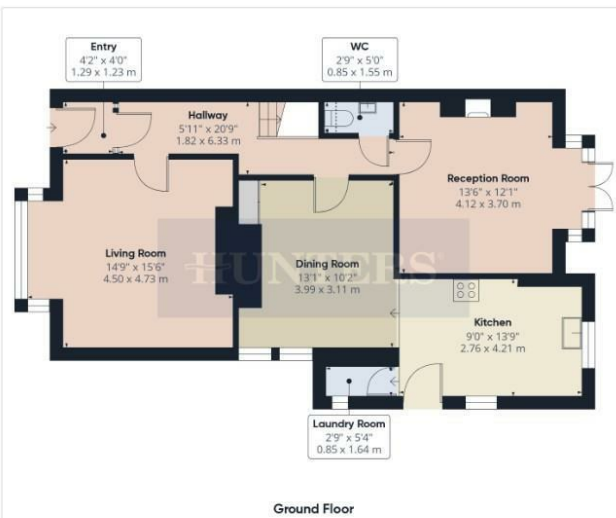 Entry
4'2" x 4'0"
1.29 x 1.23 m
WC
2'9" x 5'0"
0.85 x 1.55 m
Hallway
5'11" x 20'9"
1.82 x 6.33 m
Reception Room
13'6" x 12'1"
4.12 x 3.70 m
Living Room
14'9" x 15'6"
4.50 x 4.73 m
HUNTERS
Dining Room
13'1" x 10'2"
3.99 x 3.11 m
Kitchen
9'0" x 13'9"
2.76 x 4.21 m
Laundry Room
2'9" x 5'4"
0.85 x 1.64 m
Ground Floor